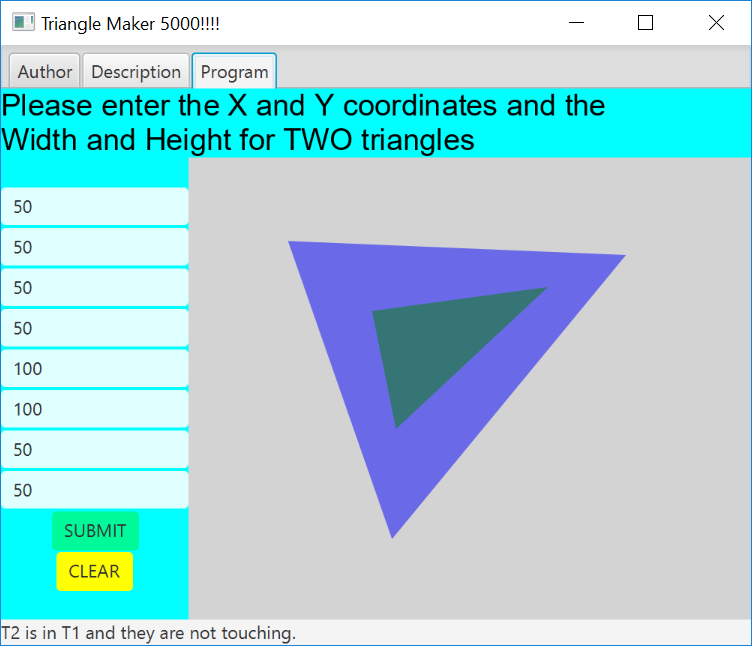 Triangle Maker 5000!!!!
Author Description Program
Please enter the X and Y coordinates and the
Width and Height for TWO triangles
50
50
50
50
100
100
50
50
SUBMIT
CLEAR
T2 is in T1 and they are not touching.